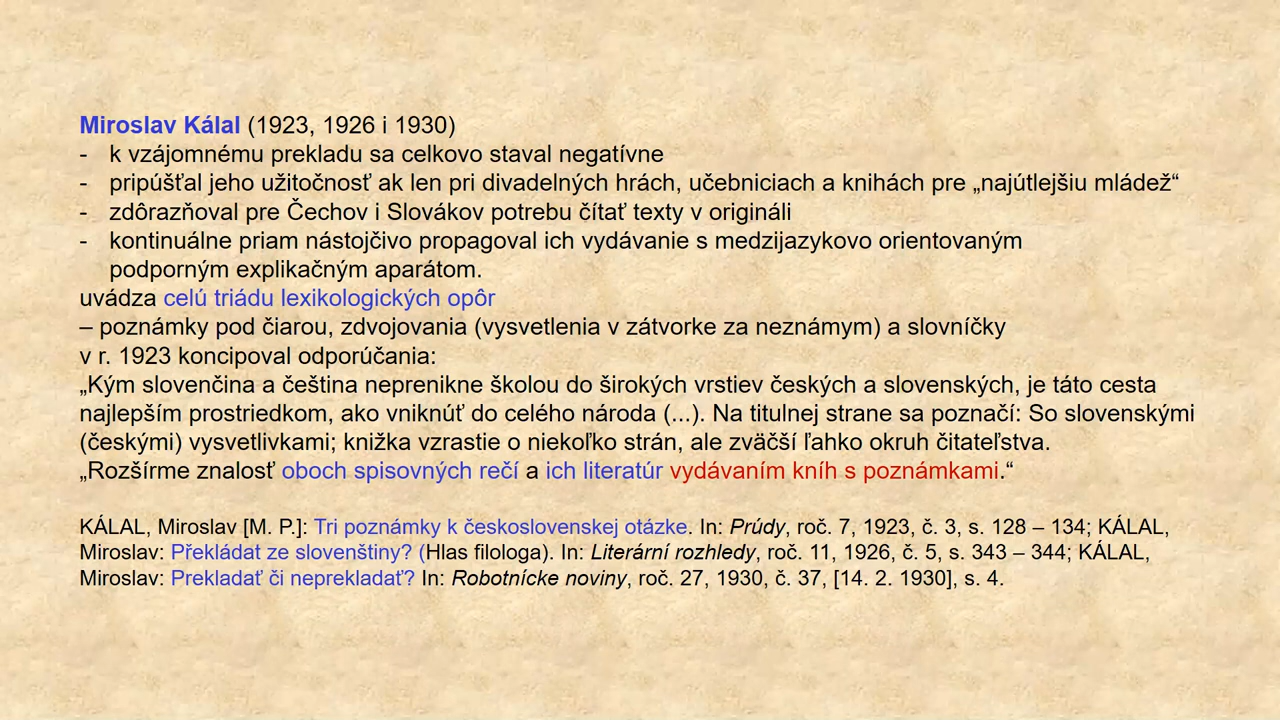 Miroslav Kálal (1923, 1926 i 1930)
- k vzájomnému prekladu sa celkovo staval negatívne
- pripúšťal jeho užitočnosť ak len pri divadelných hrách, učebniciach a knihách pre „najútlejšiu mládež“
- zdôrazňoval pre Čechov i Slovákov potrebu čítať texty v origináli
- kontinuálne priam nástojčivo propagoval ich vydávanie s medzijazykovo orientovaným
podporným explikačným aparátom.
uvádza celú triádu lexikologických opôr
– poznámky pod čiarou, zdvojovania (vysvetlenia v zátvorke za neznámym) a slovníčky
v r. 1923 koncipoval odporúčania:
„Kým slovenčina a čeština neprenikne školou do širokých vrstiev českých a slovenských, je táto cesta
najlepším prostriedkom, ako vniknúť do celého národa (...). Na titulnej strane sa poznačí: So slovenskými
(českými) vysvetlivkami; knižka vzrastie o niekoľko strán, ale zväčší ľahko okruh čitateľstva.
„Rozšírme znalosť oboch spisovných rečí a ich literatúr vydávaním kníh s poznámkami.“
KÁLAL, Miroslav [M. P.]: Tri poznámky k československej otázke. In: Prúdy, roč. 7, 1923, č. 3, s. 128 – 134; KÁLAL,
Miroslav: Překládat ze slovenštiny? (Hlas filologa). In: Literární rozhledy, roč. 11, 1926, č. 5, s. 343 – 344; KÁLAL,
Miroslav: Prekladať či neprekladať? In: Robotnícke noviny, roč. 27, 1930, č. 37, [14. 2. 1930], s. 4.